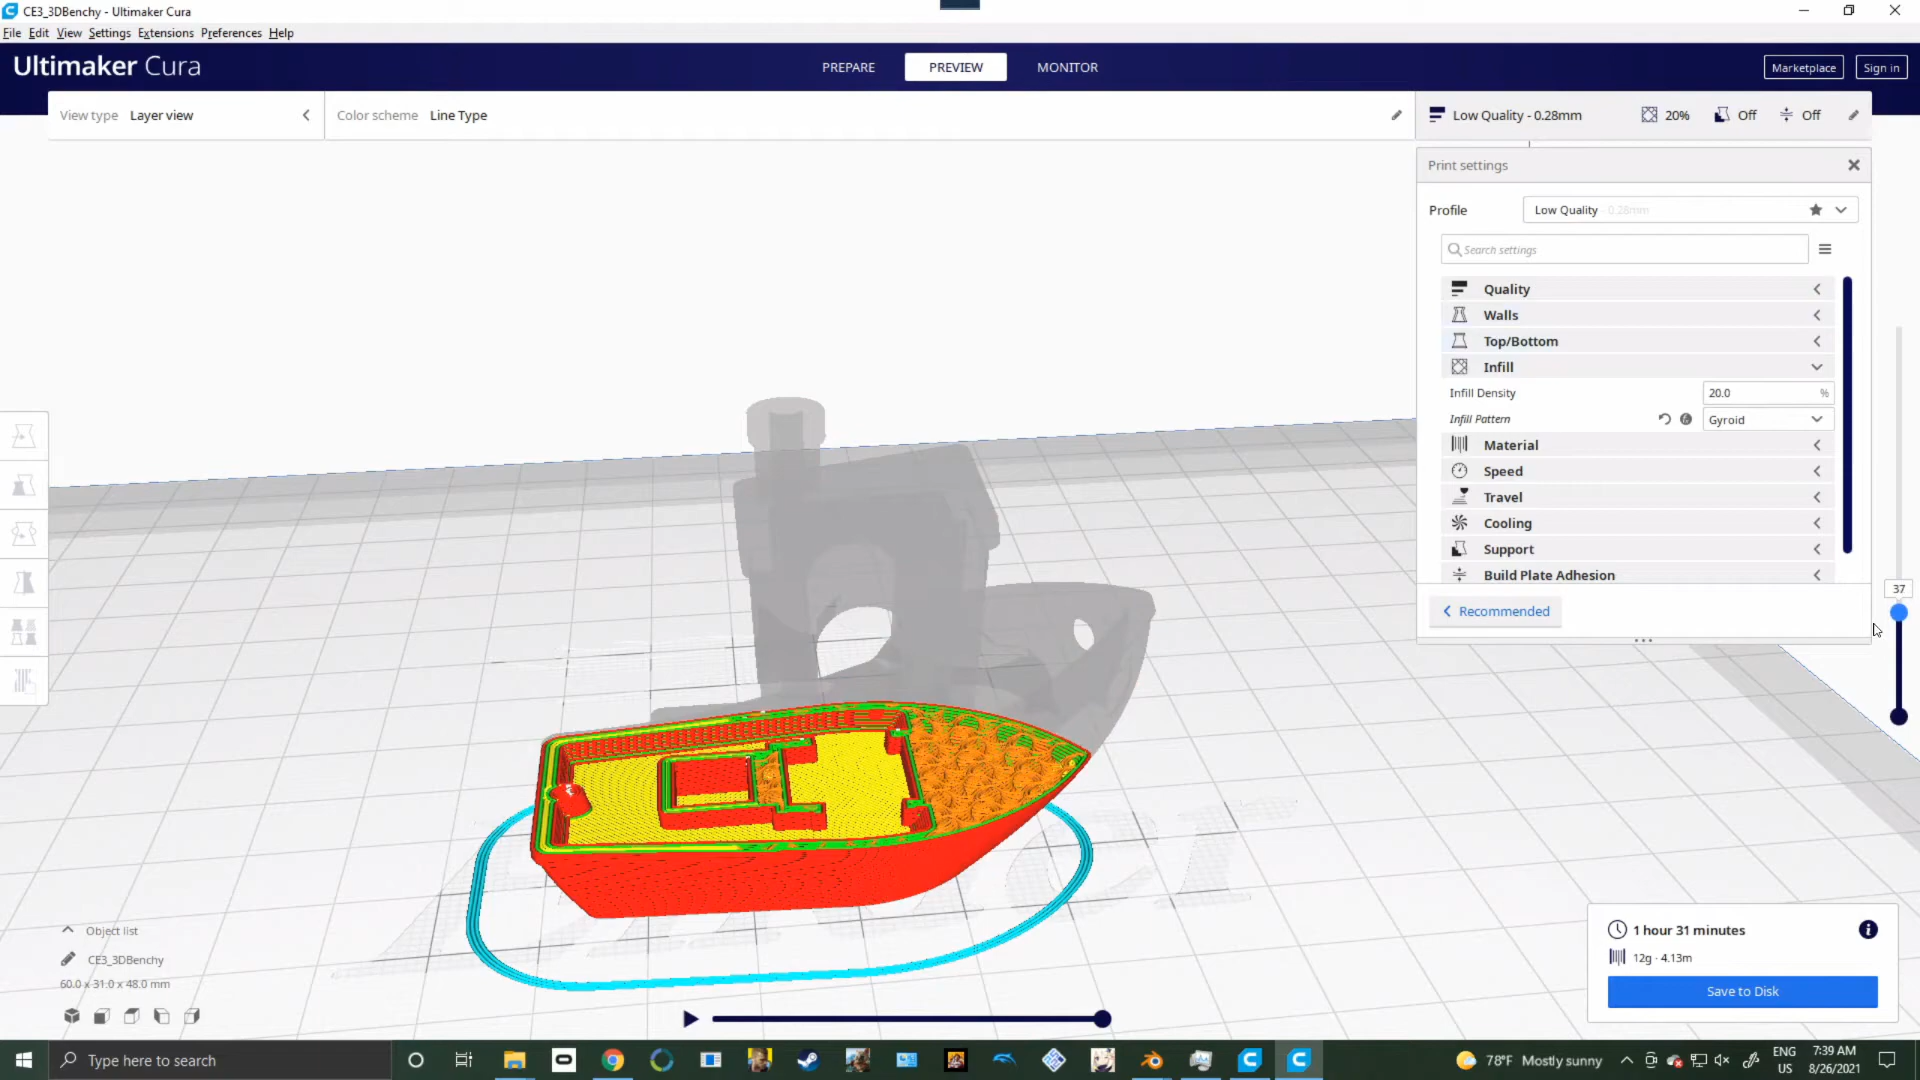 CE3_3DBenchy - Ultimaker Cura
File Edit View Settings Extensions Preferences Help
Ultimaker Cura
PREPARE
PREVIEW
MONITOR
Marketplace
Sign in
View type Layer view
Color scheme Line Type
Low Quality - 0.28mm
20%
Off
Off
Print settings
Profile
Low Quality - 0.28mm
Search settings
Quality
Walls
Top/Bottom
Infill
Infill Density
20.0 %
Infill Pattern
Gyroid
Material
Speed
Travel
Cooling
Support
Build Plate Adhesion
Recommended
37
Object list
CE3_3DBenchy
60.0 x 31.0 x 48.0 mm
1 hour 31 minutes
12g · 4.13m
Save to Disk
Type here to search
78°F Mostly sunny
ENG
US
7:39 AM
8/26/2021